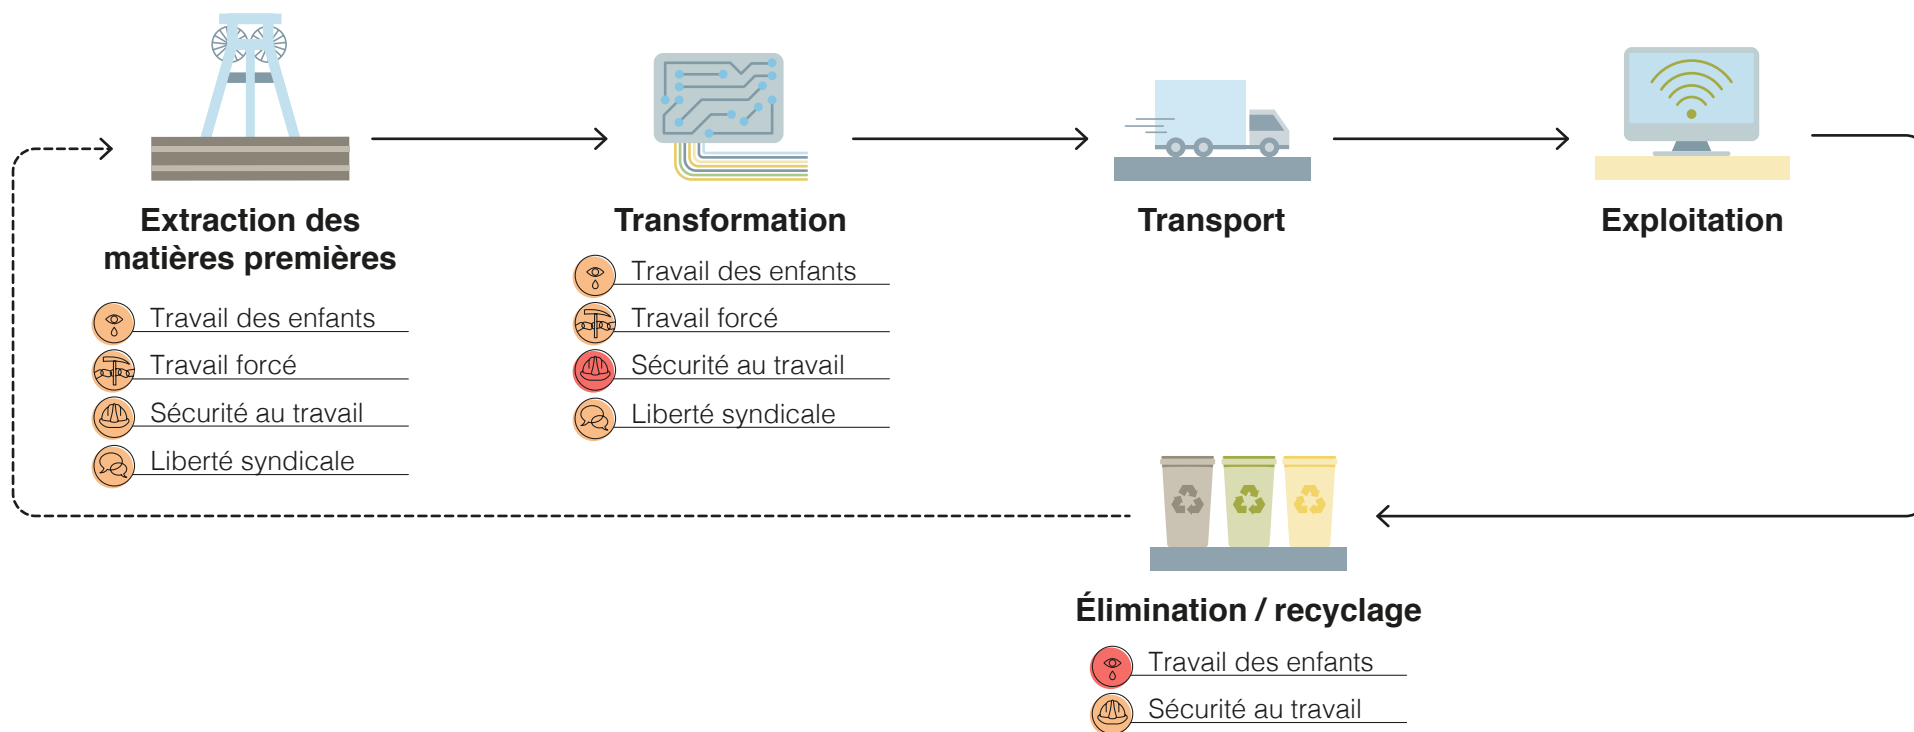 Extraction des
matières premières
Travail des enfants
Travail forcé
Sécurité au travail
Liberté syndicale
Transformation
Travail des enfants
Travail forcé
Sécurité au travail
Liberté syndicale
Transport
Exploitation
Élimination / recyclage
Travail des enfants
Sécurité au travail